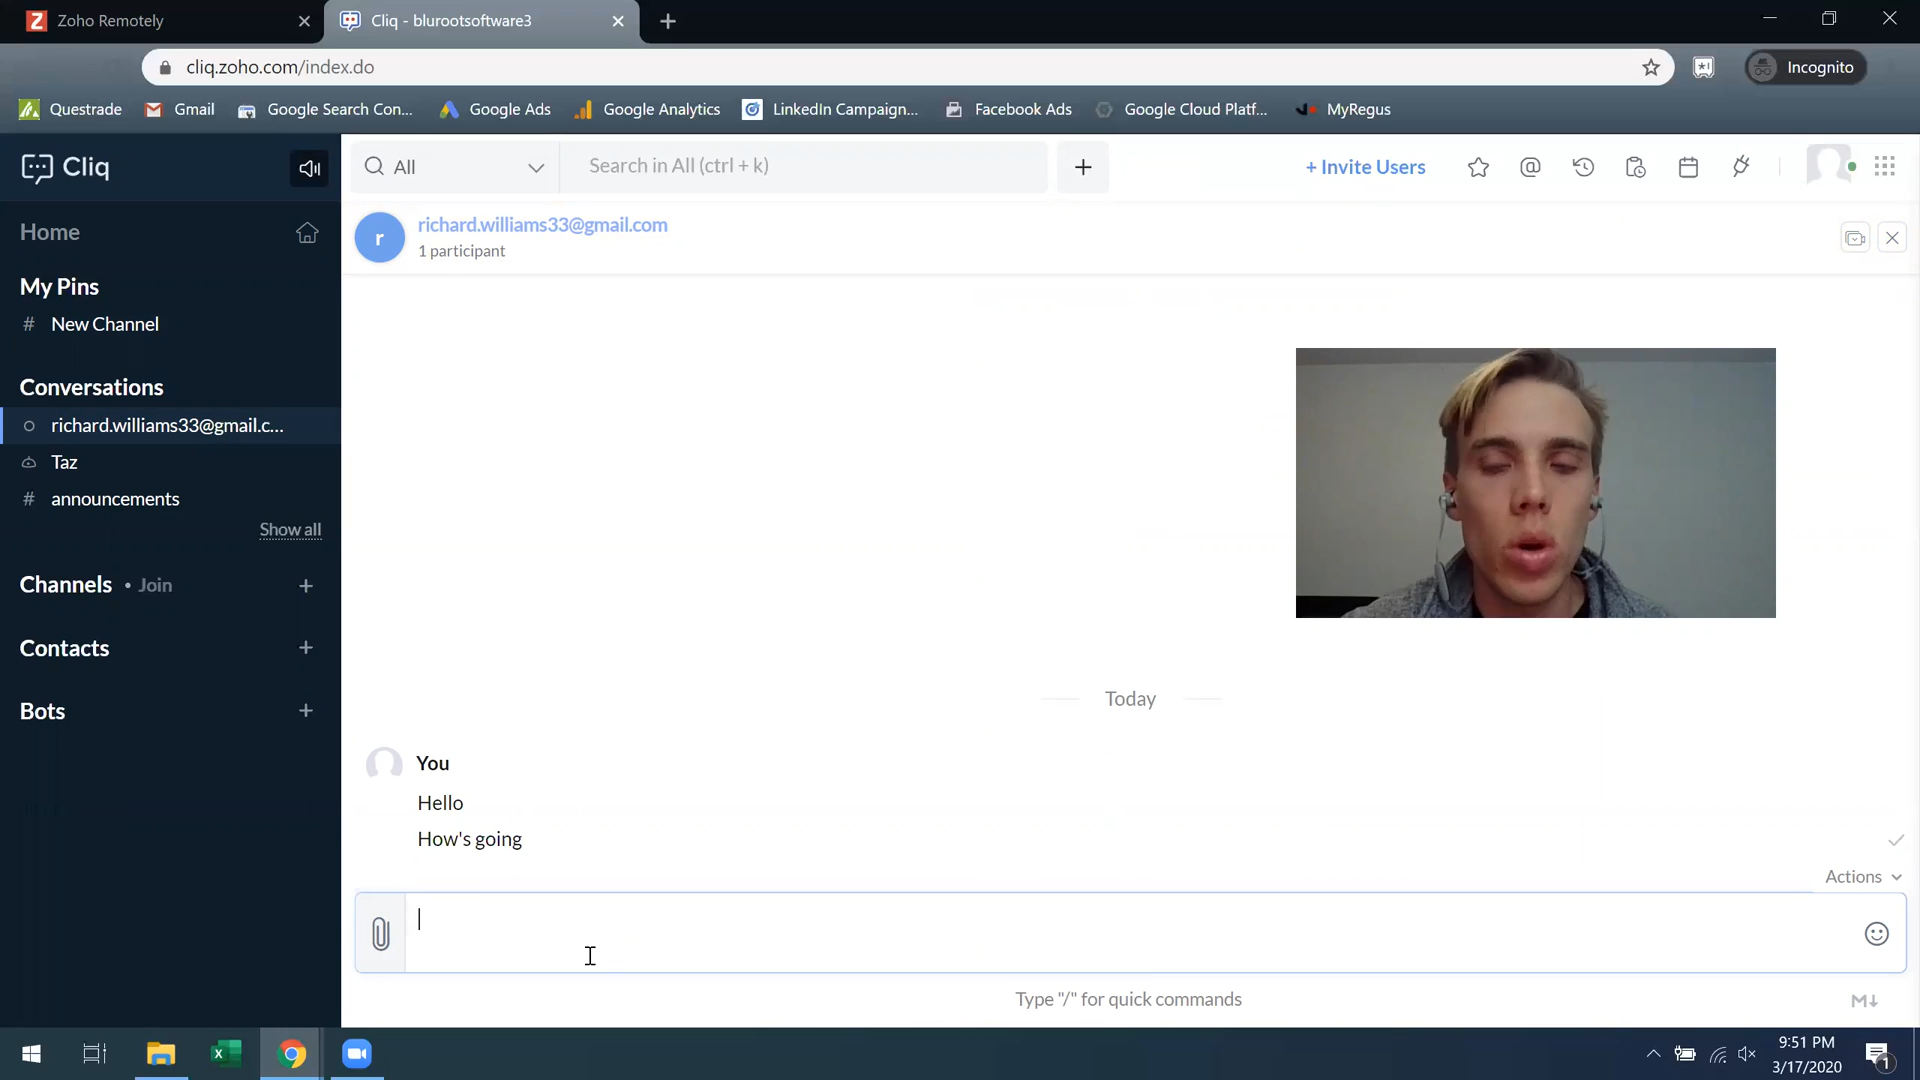 Zoho Remotely
Cliq - blurootsoftware3
cliq.zoho.com/index.do
Incognito
Questrade
Gmail
Google Search Con...
Google Ads
Google Analytics
LinkedIn Campaign...
Facebook Ads
Google Cloud Platf...
MyRegus
Cliq
All
Search in All (ctrl + k)
+
+ Invite Users
Home
richard.williams33@gmail.com
1 participant
My Pins
# New Channel
Conversations
richard.williams33@gmail.c...
Taz
# announcements
Show all
Channels • Join +
Contacts +
Bots +
Today
You
Hello
How's going
Actions
Type "/" for quick commands
M↓
9:51 PM
3/17/2020
1